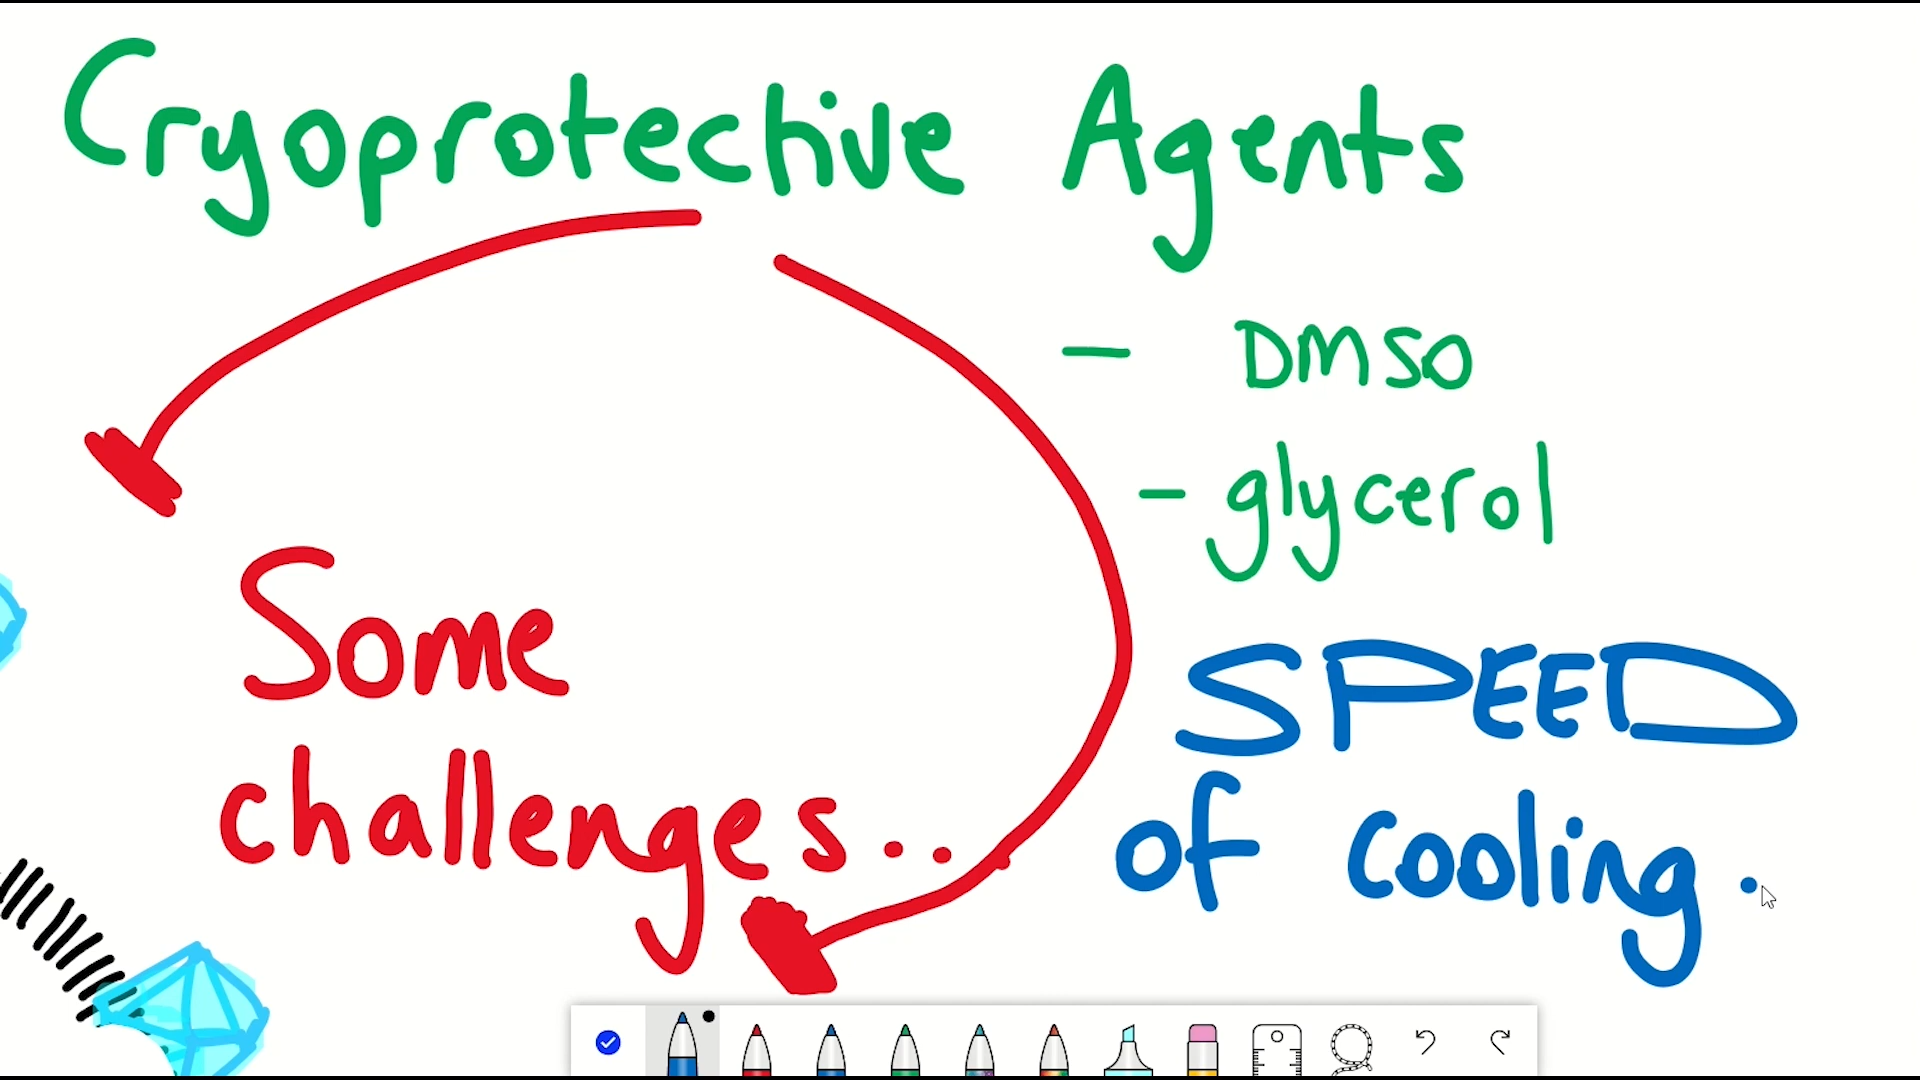 Cryoprotective Agents
- DMSO
- glycerol
Some
challenges...
SPEED
of cooling.